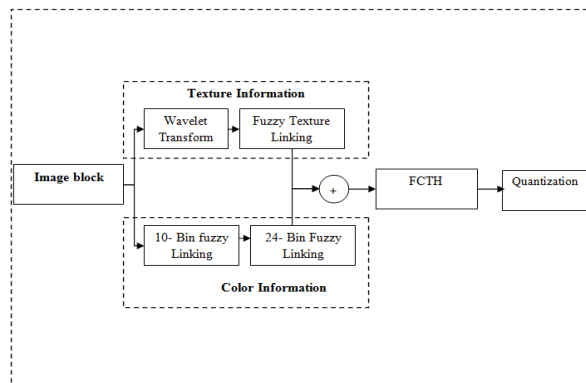 Texture Information
Wavelet
Transform
Fuzzy Texture
Linking
Image block
+
FCTH
Quantization
10- Bin fuzzy
Linking
24- Bin Fuzzy
Linking
Color Information